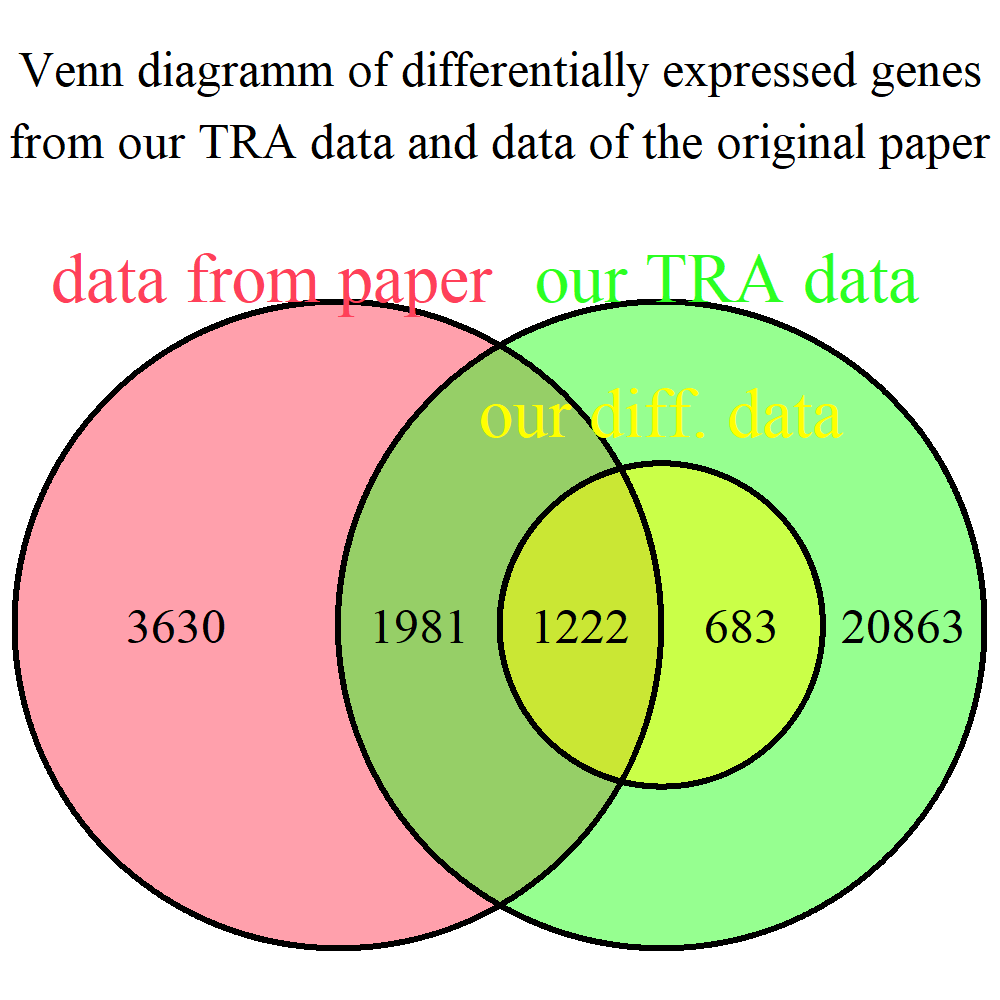 Venn diagramm of differentially expressed genes
from our TRA data and data of the original paper
data from paper our TRA data
our diff. data
3630 1981 1222 683 20863